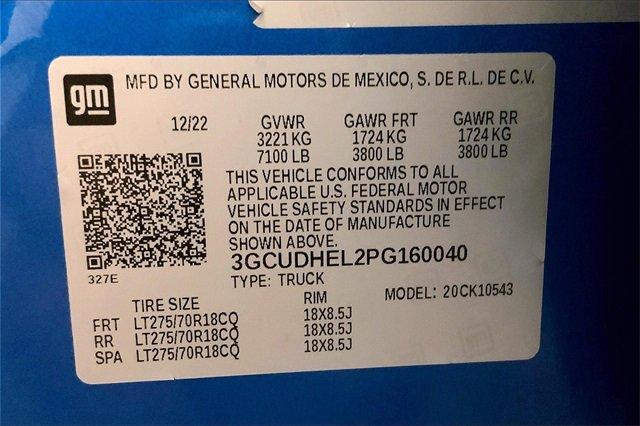 gm
MFD BY GENERAL MOTORS DE MEXICO, S. DE R.L. DE C.V.
12/22 GVWR GAWR FRT GAWR RR
3221 KG 1724 KG 1724 KG
7100 LB 3800 LB 3800 LB
THIS VEHICLE CONFORMS TO ALL
APPLICABLE U.S. FEDERAL MOTOR
VEHICLE SAFETY STANDARDS IN EFFECT
ON THE DATE OF MANUFACTURE
SHOWN ABOVE.
3GCUDHEL2PG160040
327E TYPE: TRUCK
TIRE SIZE RIM MODEL: 20CK10543
FRT LT275/70R18CQ 18X8.5J
RR LT275/70R18CQ 18X8.5J
SPA LT275/70R18CQ 18X8.5J